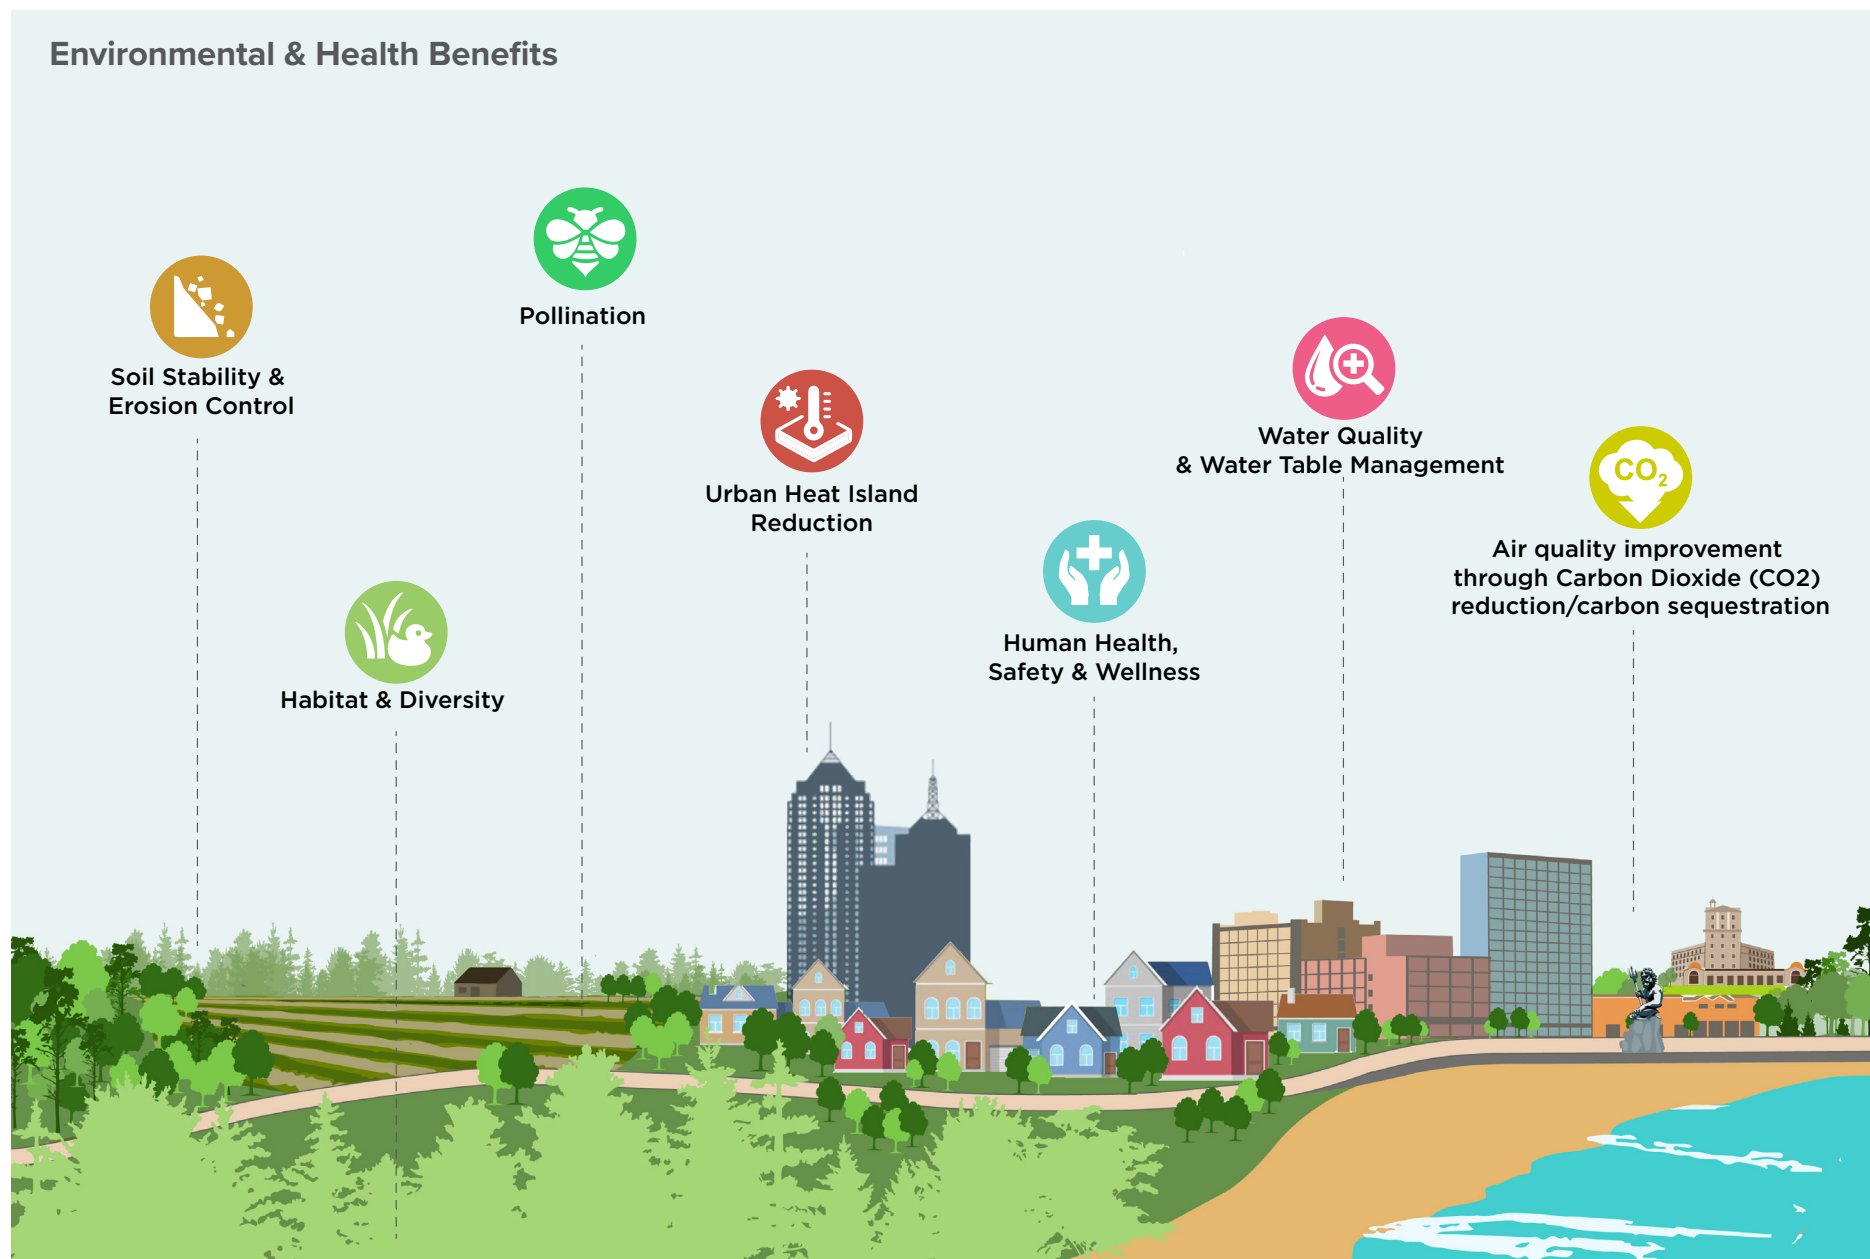 Environmental & Health Benefits
Pollination
Soil Stability &
Erosion Control
Urban Heat Island
Reduction
Water Quality
& Water Table Management
CO2
Air quality improvement
through Carbon Dioxide (CO2)
reduction/carbon sequestration
Human Health,
Safety & Wellness
Habitat & Diversity